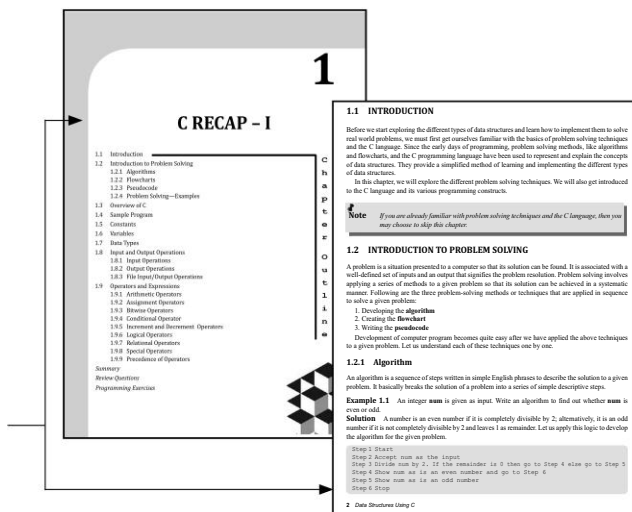 1
C RECAP – I
1.1 Introduction
1.2 Introduction to Problem Solving
1.2.1 Algorithms
1.2.2 Flowcharts
1.2.3 Pseudocode
1.2.4 Problem Solving—Examples
1.3 Overview of C
1.4 Sample Program
1.5 Constants
1.6 Variables
1.7 Data Types
1.8 Input and Output Operations
1.8.1 Input Operations
1.8.2 Output Operations
1.8.3 File Input/Output Operations
1.9 Operators and Expressions
1.9.1 Arithmetic Operators
1.9.2 Assignment Operators
1.9.3 Bitwise Operators
1.9.4 Conditional Operator
1.9.5 Increment and Decrement Operators
1.9.6 Logical Operators
1.9.7 Relational Operators
1.9.8 Special Operators
1.9.9 Precedence of Operators
Summary
Review Questions
Programming Exercises
Chapter Outline
1.1 INTRODUCTION
Before we start exploring the different types of data structures and learn how to implement them to solve
real world problems, we must first get ourselves familiar with the basics of problem solving techniques
and the C language. Since the early days of programming, problem solving methods, like algorithms
and flowcharts, and the C programming language have been used to represent and explain the concepts
of data structures. They provide a simplified method of learning and implementing the different types
of data structures.
In this chapter, we will explore the different problem solving techniques. We will also get introduced
to the C language and its various programming constructs.
Note If you are already familiar with problem solving techniques and the C language, then you
may choose to skip this chapter.
1.2 INTRODUCTION TO PROBLEM SOLVING
A problem is a situation presented to a computer so that its solution can be found. It is associated with a
well-defined set of inputs and an output that signifies the problem resolution. Problem solving involves
applying a series of methods to a given problem so that its solution can be achieved in a systematic
manner. Following are the three problem-solving methods or techniques that are applied in sequence
to solve a given problem:
1. Developing the algorithm
2. Creating the flowchart
3. Writing the pseudocode
Development of computer program becomes quite easy after we have applied the above techniques
to a given problem. Let us understand each of these techniques one by one.
1.2.1 Algorithm
An algorithm is a sequence of steps written in simple English phrases to describe the solution to a given
problem. It basically breaks the solution of a problem into a series of simple descriptive steps.
Example 1.1 An integer num is given as input. Write an algorithm to find out whether num is
even or odd.
Solution A number is an even number if it is completely divisible by 2; alternatively, it is an odd
number if it is not completely divisible by 2 and leaves 1 as remainder. Let us apply this logic to develop
the algorithm for the given problem.
Step 1 Start
Step 2 Accept num as the input
Step 3 Divide num by 2. If the remainder is 0 then go to Step 4 else go to Step 5
Step 4 Show num as is an even number and go to Step 6
Step 5 Show num as is an odd number
Step 6 Stop
2 Data Structures Using C